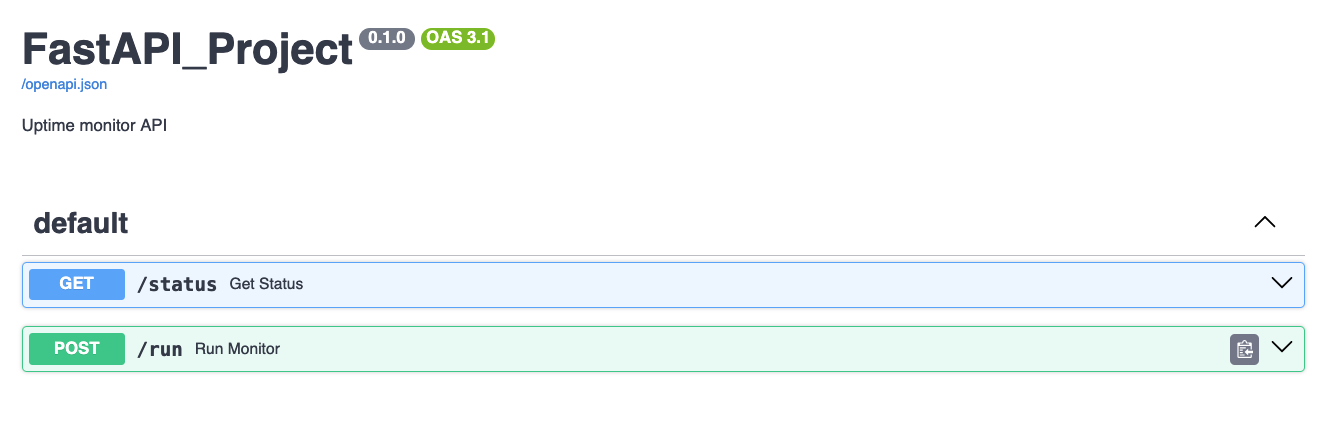 FastAPI_Project 0.1.0 OAS 3.1
/openapi.json
Uptime monitor API
default
GET /status Get Status
POST /run Run Monitor